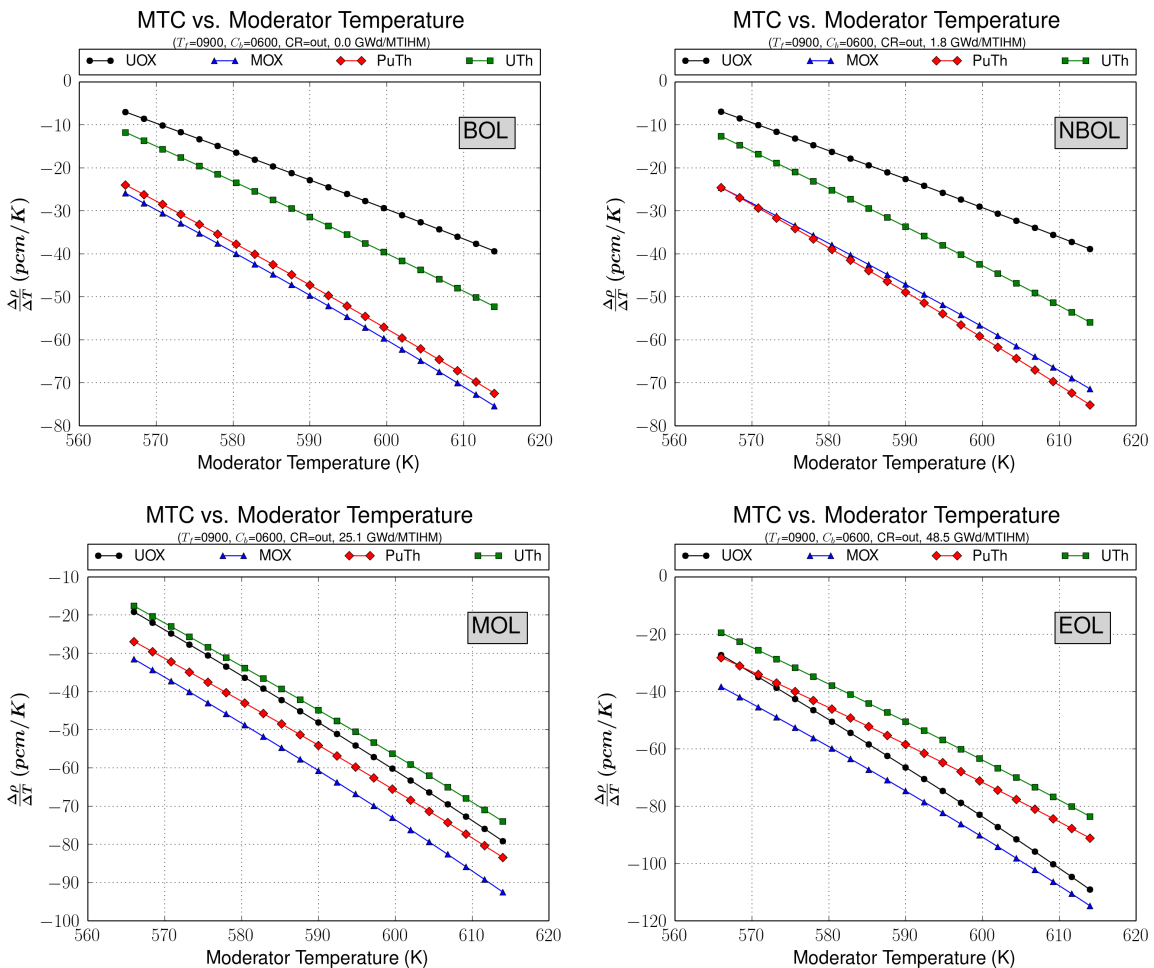 MTC vs. Moderator Temperature
(T_f=0900, C_b=0600, CR=out, 0.0 GWd/MTIHM)
UOX MOX PuTh UTh
BOL
0
−10
−20
−30
−40
−50
−60
−70
−80
Δρ/ΔT (pcm/K)
560 570 580 590 600 610 620
Moderator Temperature (K)
MTC vs. Moderator Temperature
(T_f=0900, C_b=0600, CR=out, 1.8 GWd/MTIHM)
UOX MOX PuTh UTh
NBOL
0
−10
−20
−30
−40
−50
−60
−70
−80
Δρ/ΔT (pcm/K)
560 570 580 590 600 610 620
Moderator Temperature (K)
MTC vs. Moderator Temperature
(T_f=0900, C_b=0600, CR=out, 25.1 GWd/MTIHM)
UOX MOX PuTh UTh
MOL
−10
−20
−30
−40
−50
−60
−70
−80
−90
−100
Δρ/ΔT (pcm/K)
560 570 580 590 600 610 620
Moderator Temperature (K)
MTC vs. Moderator Temperature
(T_f=0900, C_b=0600, CR=out, 48.5 GWd/MTIHM)
UOX MOX PuTh UTh
EOL
0
−20
−40
−60
−80
−100
−120
Δρ/ΔT (pcm/K)
560 570 580 590 600 610 620
Moderator Temperature (K)